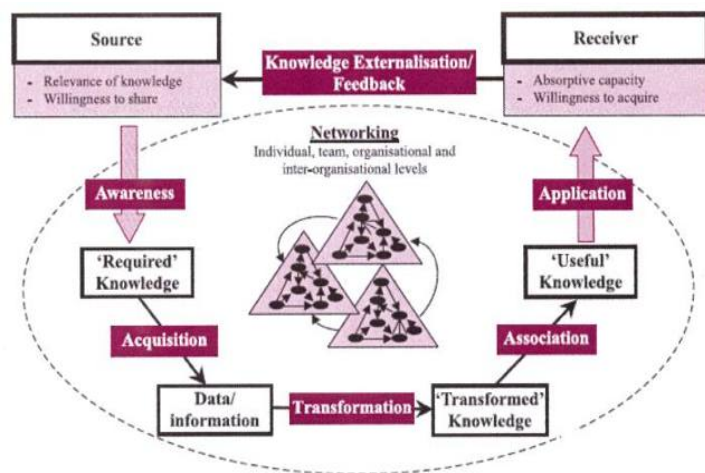 Source
- Relevance of knowledge
- Willingness to share
Knowledge Externalisation/
Feedback
Receiver
- Absorptive capacity
- Willingness to acquire
Networking
Individual, team, organisational and
inter-organisational levels
Awareness
Application
‘Required’
Knowledge
‘Useful’
Knowledge
Acquisition
Association
Data/
information
Transformation
‘Transformed’
Knowledge